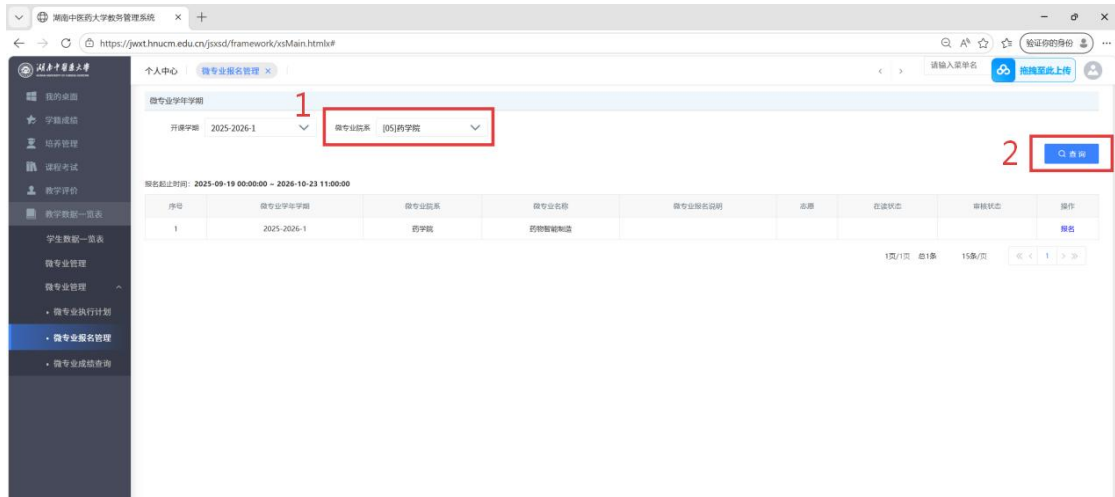 湖南中医药大学教务管理系统
https://jwxt.hnucm.edu.cn/jsxsd/framework/xsMain.htmlx#
验证你的身份
湖南中医药大学
个人中心 微专业报名管理
请输入菜单名
拖拽至此上传
我的桌面
学籍成绩
培养管理
课程考试
教学评价
教学数据一览表
学生数据一览表
微专业管理
微专业管理
• 微专业执行计划
• 微专业报名管理
• 微专业成绩查询
微专业学年学期
1
开课学期 2025-2026-1 微专业院系 [05]药学院
2
查询
报名起止时间: 2025-09-19 00:00:00 ~ 2026-10-23 11:00:00
序号 微专业学年学期 微专业院系 微专业名称 微专业报名说明 志愿 在读状态 审核状态 操作
1 2025-2026-1 药学院 药物智能制造 报名
1页/1页 总1条 15条/页 1